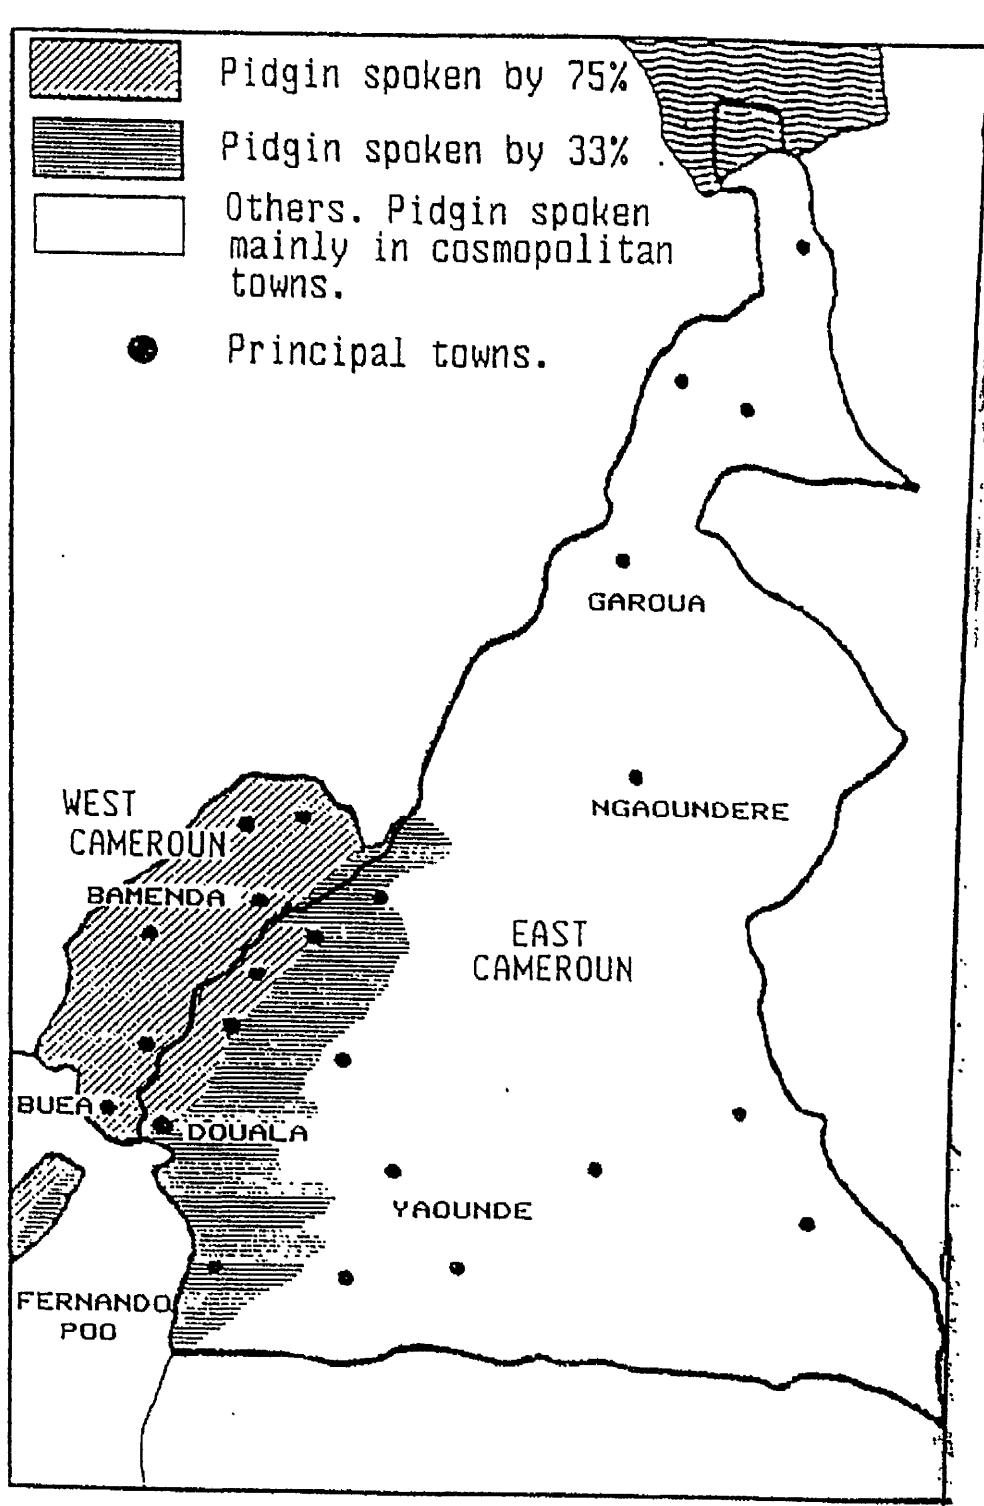 Pidgin spoken by 75%
Pidgin spoken by 33%
Others. Pidgin spoken
mainly in cosmopolitan
towns.
Principal towns.
GAROUA
NGAOUNDERE
WEST
CAMEROUN
BAMENDA
EAST
CAMEROUN
BUEA
DOUALA
YAOUNDE
FERNANDO
POO